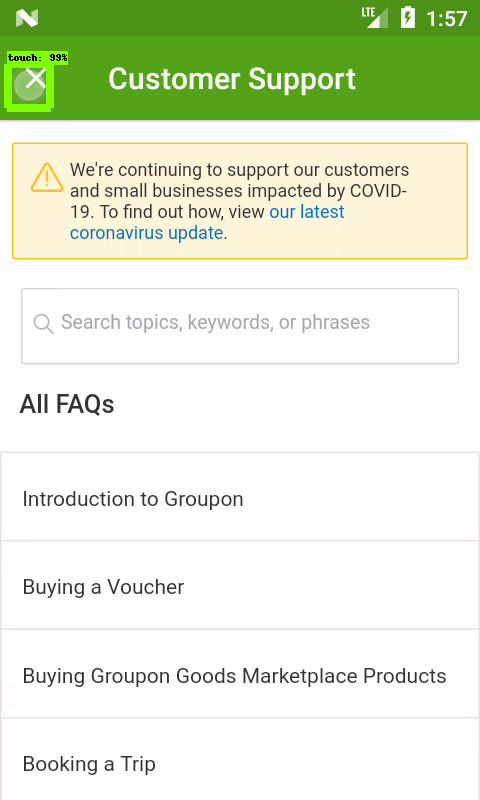 LTE 1:57
touch: 99%
Customer Support
We're continuing to support our customers
and small businesses impacted by COVID-
19. To find out how, view our latest
coronavirus update.
Search topics, keywords, or phrases
All FAQs
Introduction to Groupon
Buying a Voucher
Buying Groupon Goods Marketplace Products
Booking a Trip